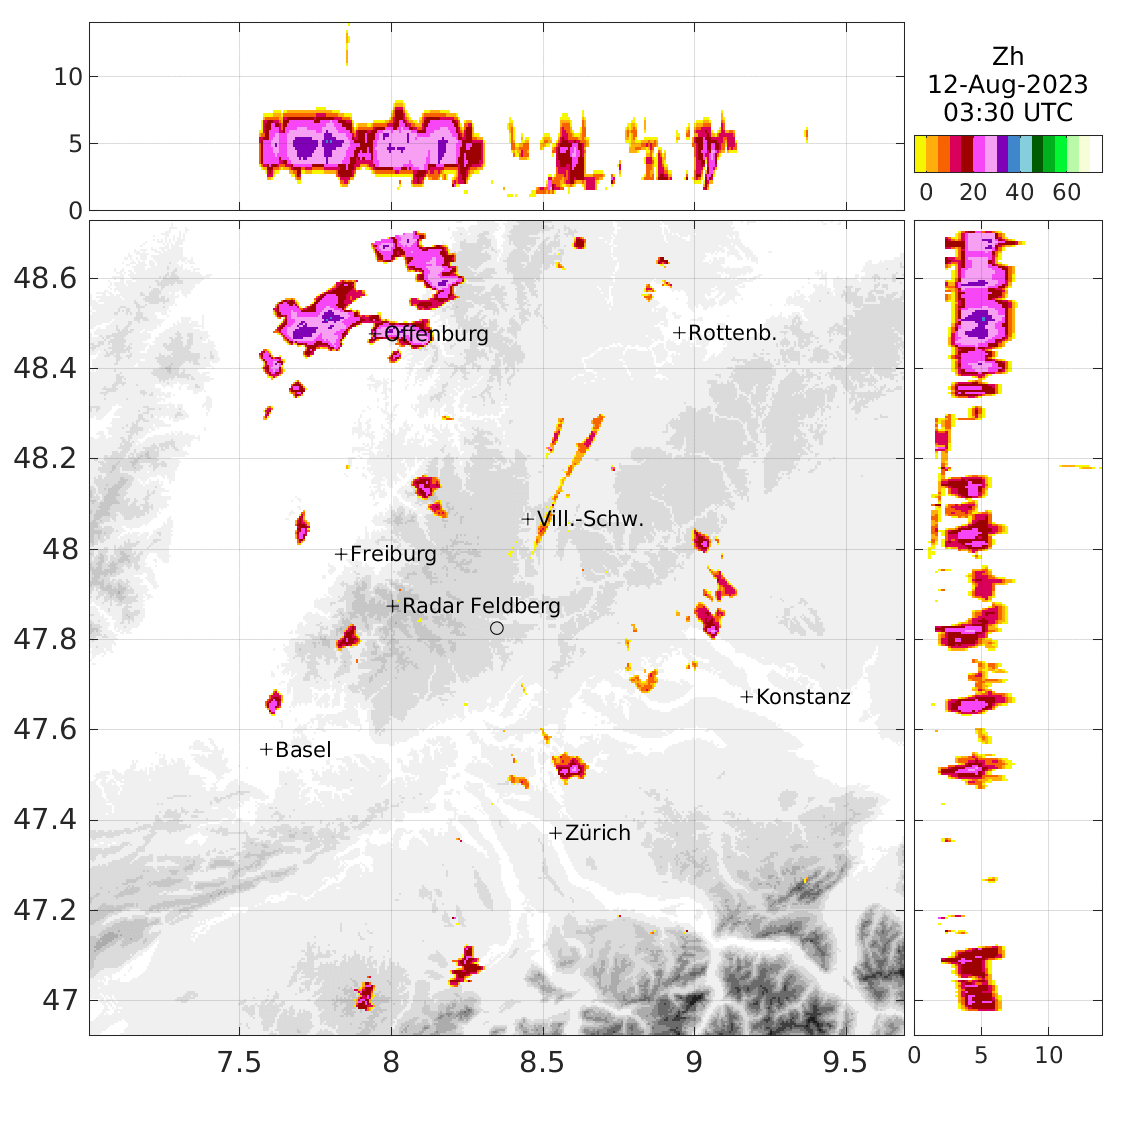 Zh
12-Aug-2023
03:30 UTC
0 20 40 60
10
5
0
48.6
48.4
48.2
48
47.8
47.6
47.4
47.2
47
Offenburg
Rottenb.
Vill.-Schw.
Freiburg
Radar Feldberg
Konstanz
Basel
Zürich
7.5 8 8.5 9 9.5
0 5 10